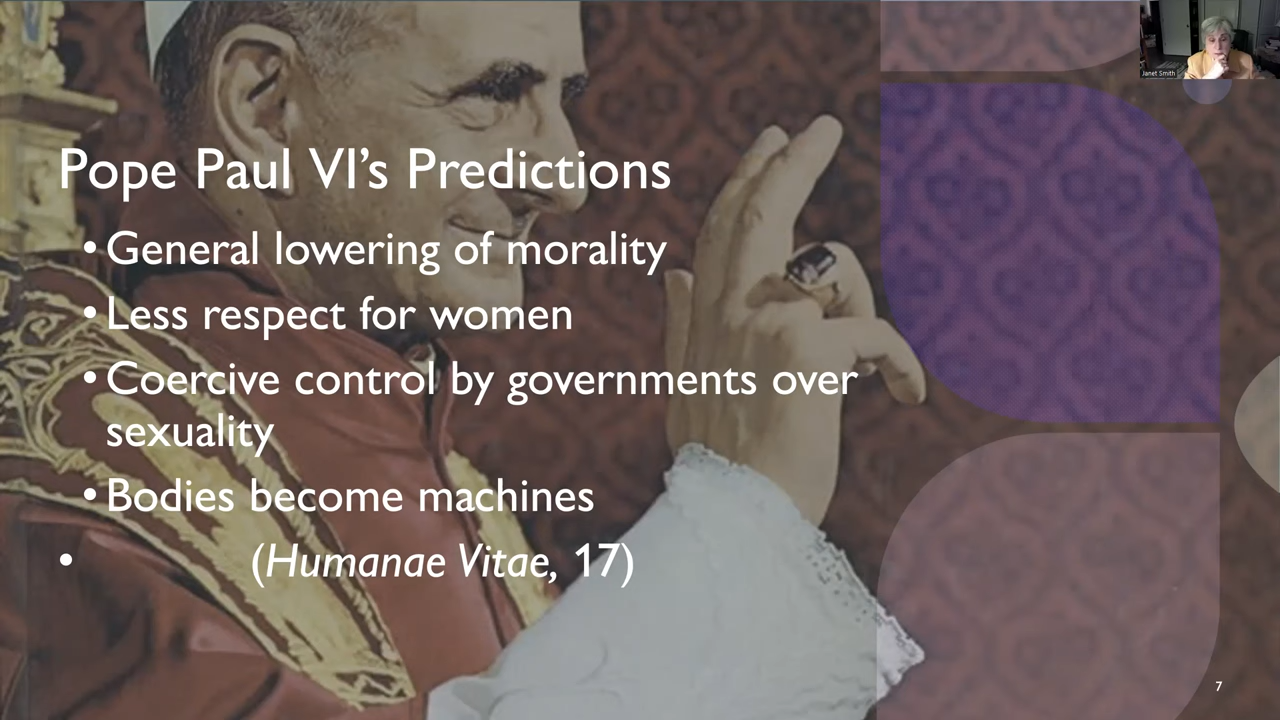 Janet Smith
Pope Paul VI's Predictions
• General lowering of morality
• Less respect for women
• Coercive control by governments over
sexuality
• Bodies become machines
• (Humanae Vitae, 17)
7